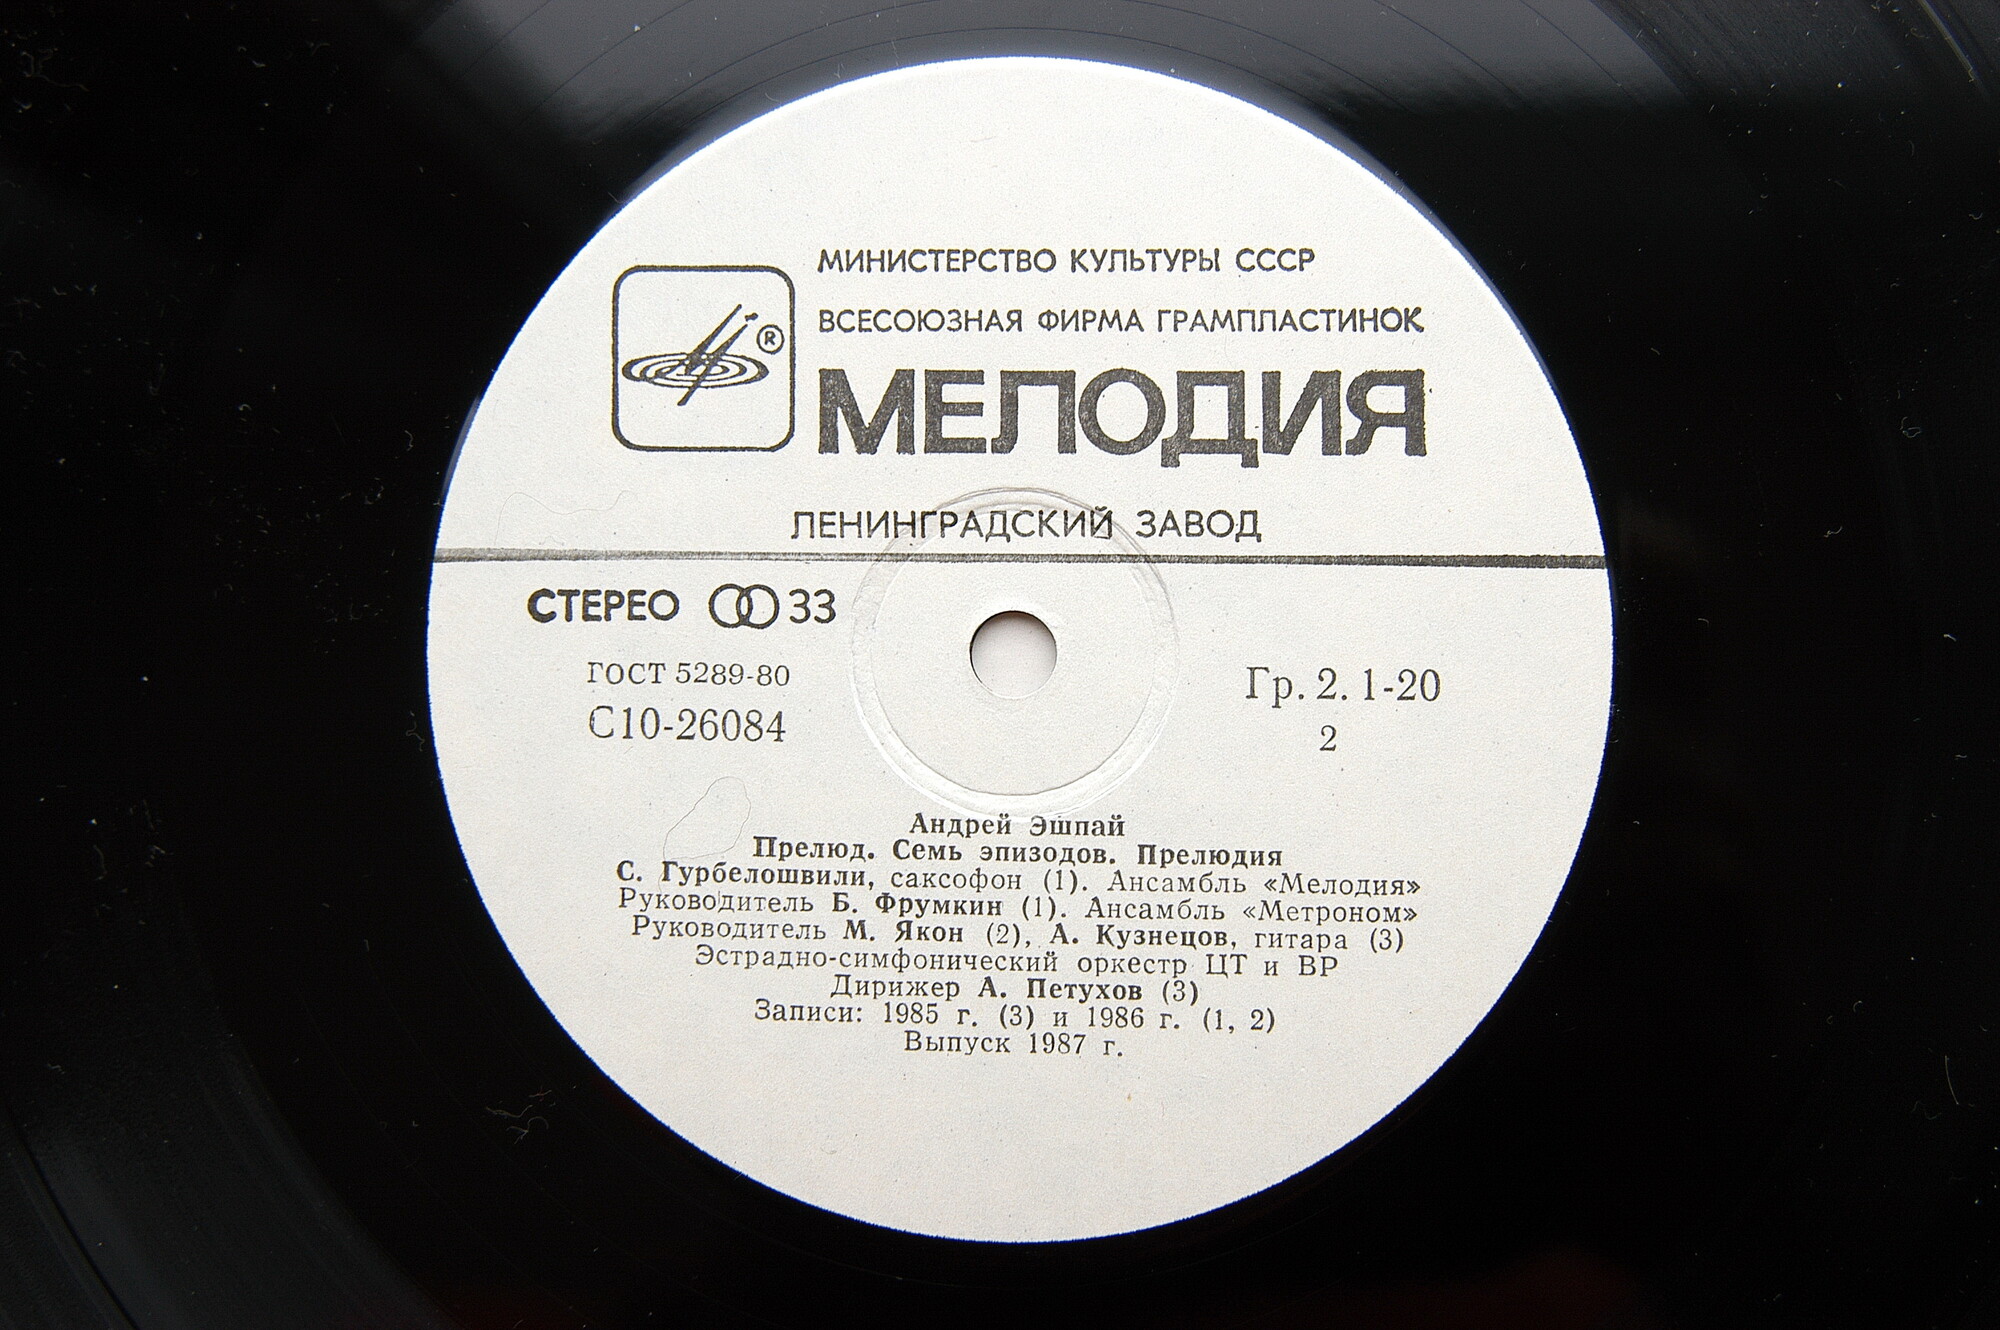 МИНИСТЕРСТВО КУЛЬТУРЫ СССР
ВСЕСОЮЗНАЯ ФИРМА ГРАМПЛАСТИНОК
®
МЕЛОДИЯ
ЛЕНИНГРАДСКИЙ ЗАВОД
СТЕРЕО 33
ГОСТ 5289-80
С10-26084
Гр. 2. 1-20
2
Андрей Эшпай
Прелюд. Семь эпизодов. Прелюдия
С. Гурбелошвили, саксофон (1). Ансамбль «Мелодия»
Руководитель Б. Фрумкин (1). Ансамбль «Метроном»
Руководитель М. Якон (2), А. Кузнецов, гитара (3)
Эстрадно-симфонический оркестр ЦТ и ВР
Дирижер А. Петухов (3)
Записи: 1985 г. (3) и 1986 г. (1, 2)
Выпуск 1987 г.